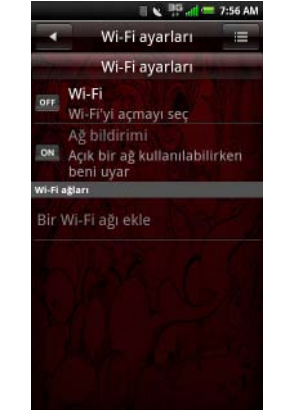 3G 7:56 AM
Wi-Fi ayarları
Wi-Fi ayarları
Wi-Fi
OFF
Wi-Fi'yi açmayı seç
Ağ bildirimi
ON
Açık bir ağ kullanılabilirken
beni uyar
Wi-Fi ağları
Bir Wi-Fi ağı ekle